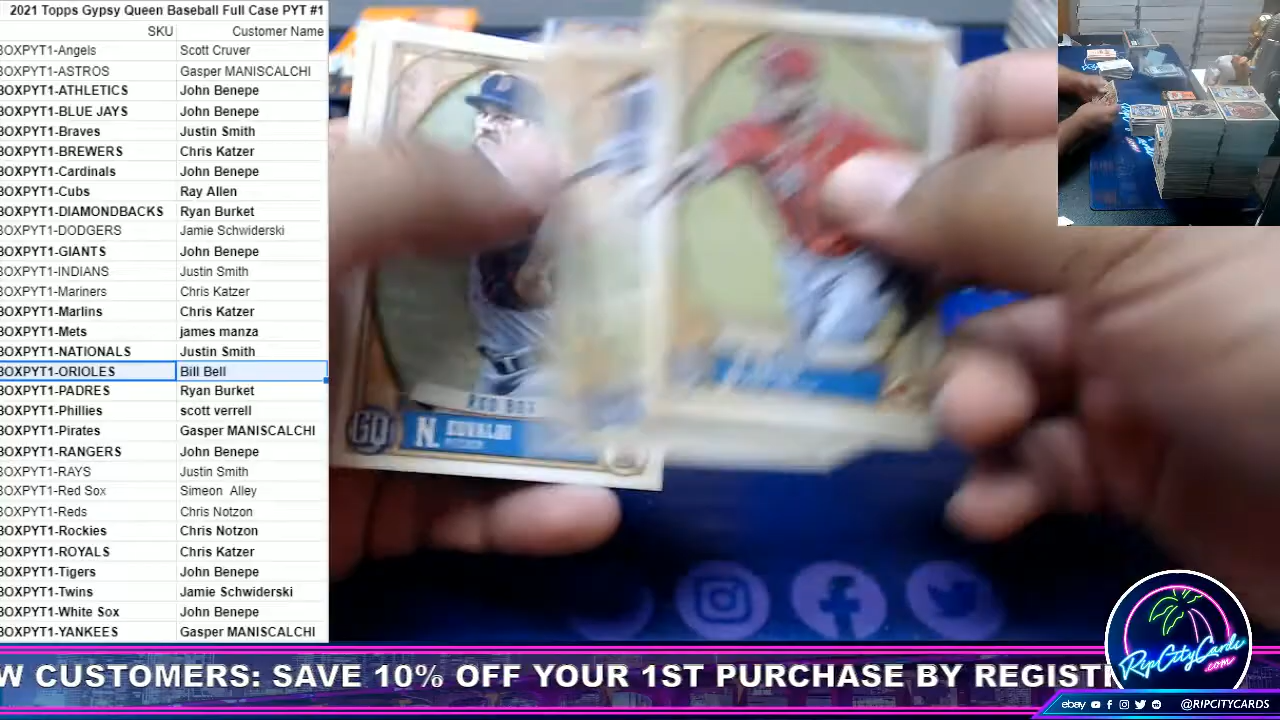 2021 Topps Gypsy Queen Baseball Full Case PYT #1
SKU Customer Name
BOXPYT1-Angels Scott Cruver
BOXPYT1-ASTROS Gasper MANISCALCHI
BOXPYT1-ATHLETICS John Benepe
BOXPYT1-BLUE JAYS John Benepe
BOXPYT1-Braves Justin Smith
BOXPYT1-BREWERS Chris Katzer
BOXPYT1-Cardinals John Benepe
BOXPYT1-Cubs Ray Allen
BOXPYT1-DIAMONDBACKS Ryan Burket
BOXPYT1-DODGERS Jamie Schwiderski
BOXPYT1-GIANTS John Benepe
BOXPYT1-INDIANS Justin Smith
BOXPYT1-Mariners Chris Katzer
BOXPYT1-Marlins Chris Katzer
BOXPYT1-Mets james manza
BOXPYT1-NATIONALS Justin Smith
BOXPYT1-ORIOLES Bill Bell
BOXPYT1-PADRES Ryan Burket
BOXPYT1-Phillies scott verrell
BOXPYT1-Pirates Gasper MANISCALCHI
BOXPYT1-RANGERS John Benepe
BOXPYT1-RAYS Justin Smith
BOXPYT1-Red Sox Simeon Alley
BOXPYT1-Reds Chris Notzon
BOXPYT1-Rockies Chris Notzon
BOXPYT1-ROYALS Chris Katzer
BOXPYT1-Tigers John Benepe
BOXPYT1-Twins Jamie Schwiderski
BOXPYT1-White Sox John Benepe
BOXPYT1-YANKEES Gasper MANISCALCHI
RED SOX
GQ N. EOVALDI
PITCHER
W CUSTOMERS: SAVE 10% OFF YOUR 1ST PURCHASE BY REGISTI
RipCityCards
.com
ebay @RIPCITYCARDS